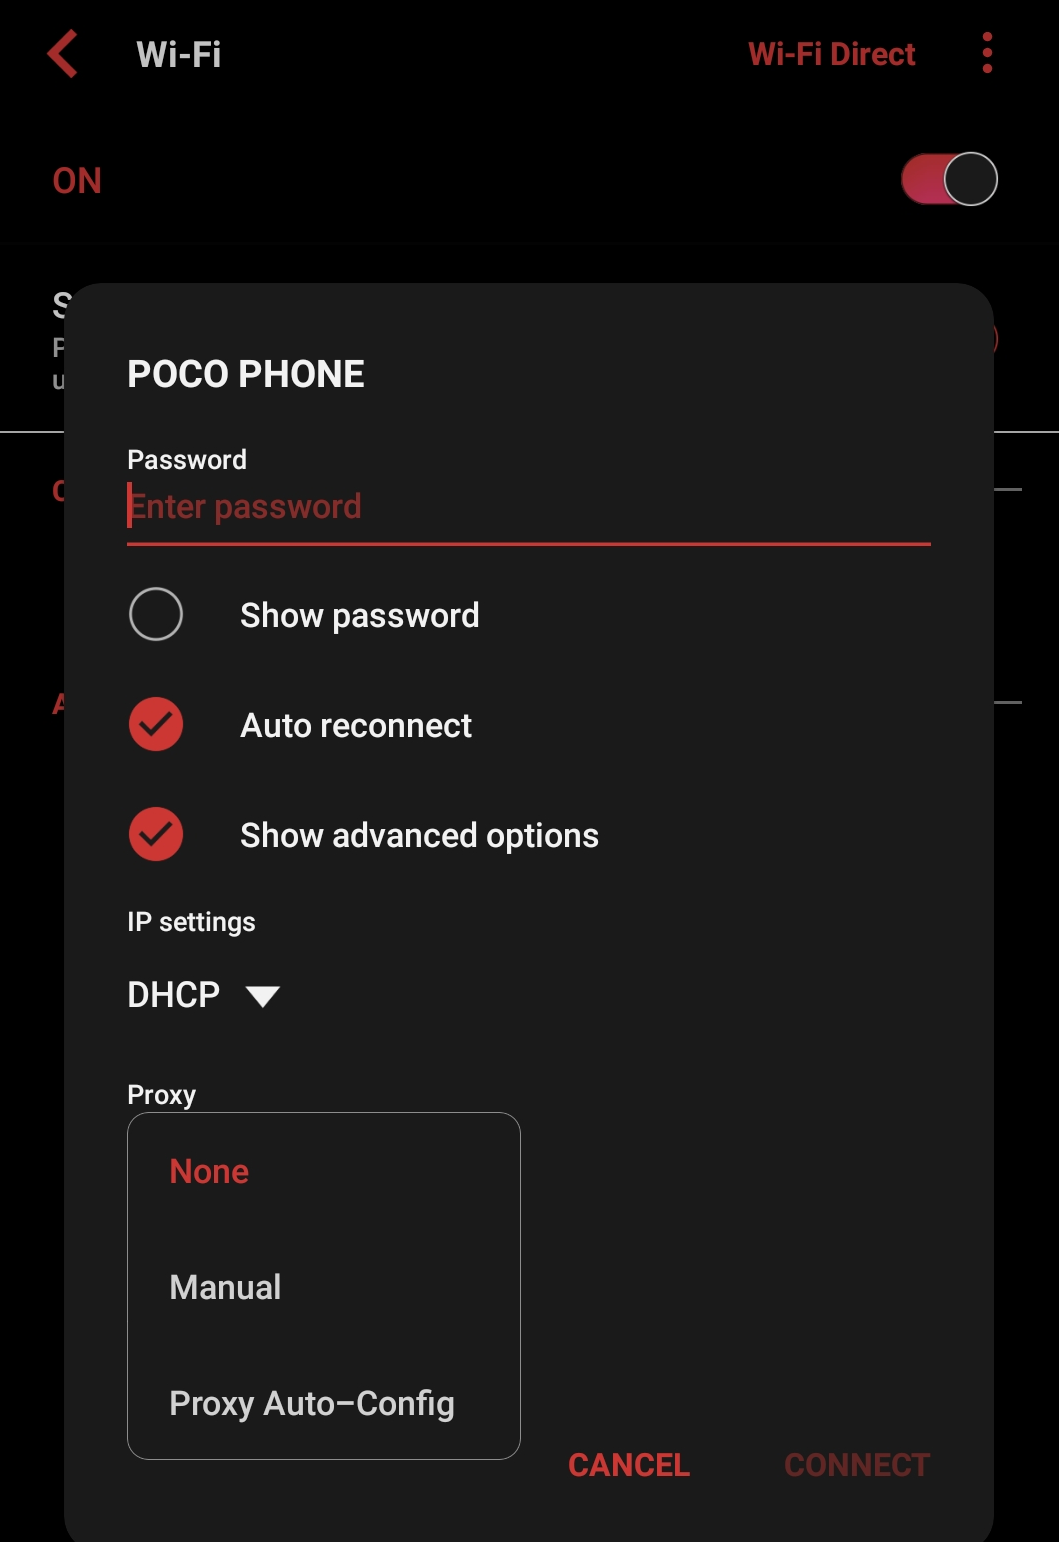 Wi-Fi
Wi-Fi Direct
ON
POCO PHONE
Password
Enter password
Show password
Auto reconnect
Show advanced options
IP settings
DHCP
Proxy
None
Manual
Proxy Auto-Config
CANCEL
CONNECT